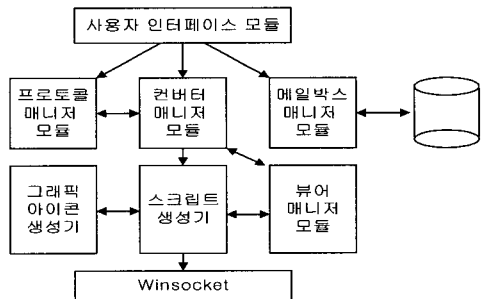 사용자 인터페이스 모듈
프로토콜
매니저
모듈
컨버터
매니저
모듈
메일박스
매니저
모듈
그래픽
아이콘
생성기
스크립트
생성기
뷰어
매니저
모듈
Winsocket